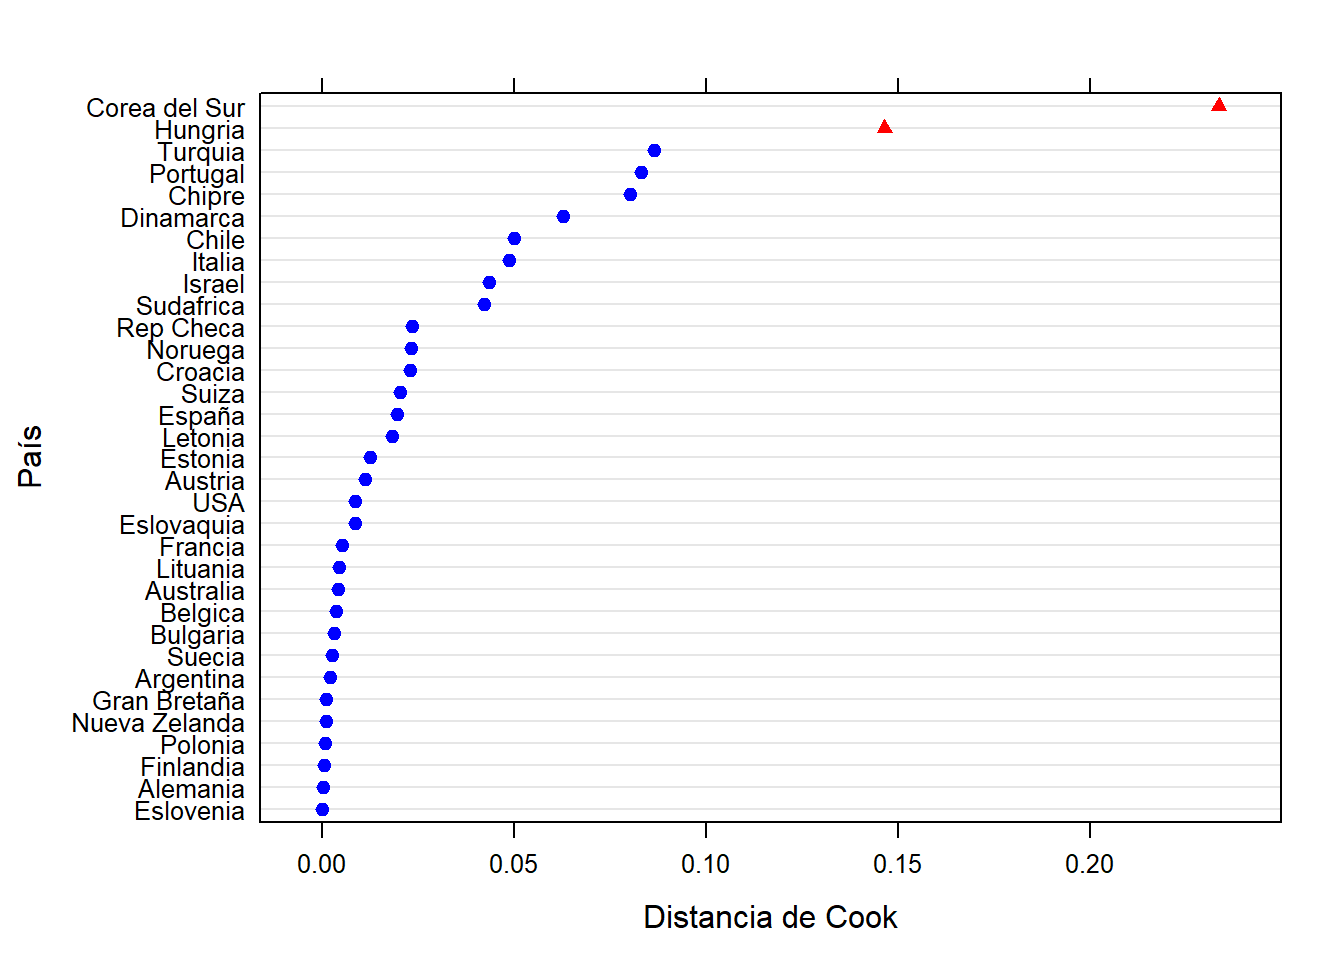 Corea del Sur
Hungria
Turquia
Portugal
Chipre
Dinamarca
Chile
Italia
Israel
Sudafrica
Rep Checa
Noruega
Croacia
Suiza
España
Letonia
Estonia
Austria
USA
Eslovaquia
Francia
Lituania
Australia
Belgica
Bulgaria
Suecia
Argentina
Gran Bretaña
Nueva Zelanda
Polonia
Finlandia
Alemania
Eslovenia
País
0.00 0.05 0.10 0.15 0.20
Distancia de Cook